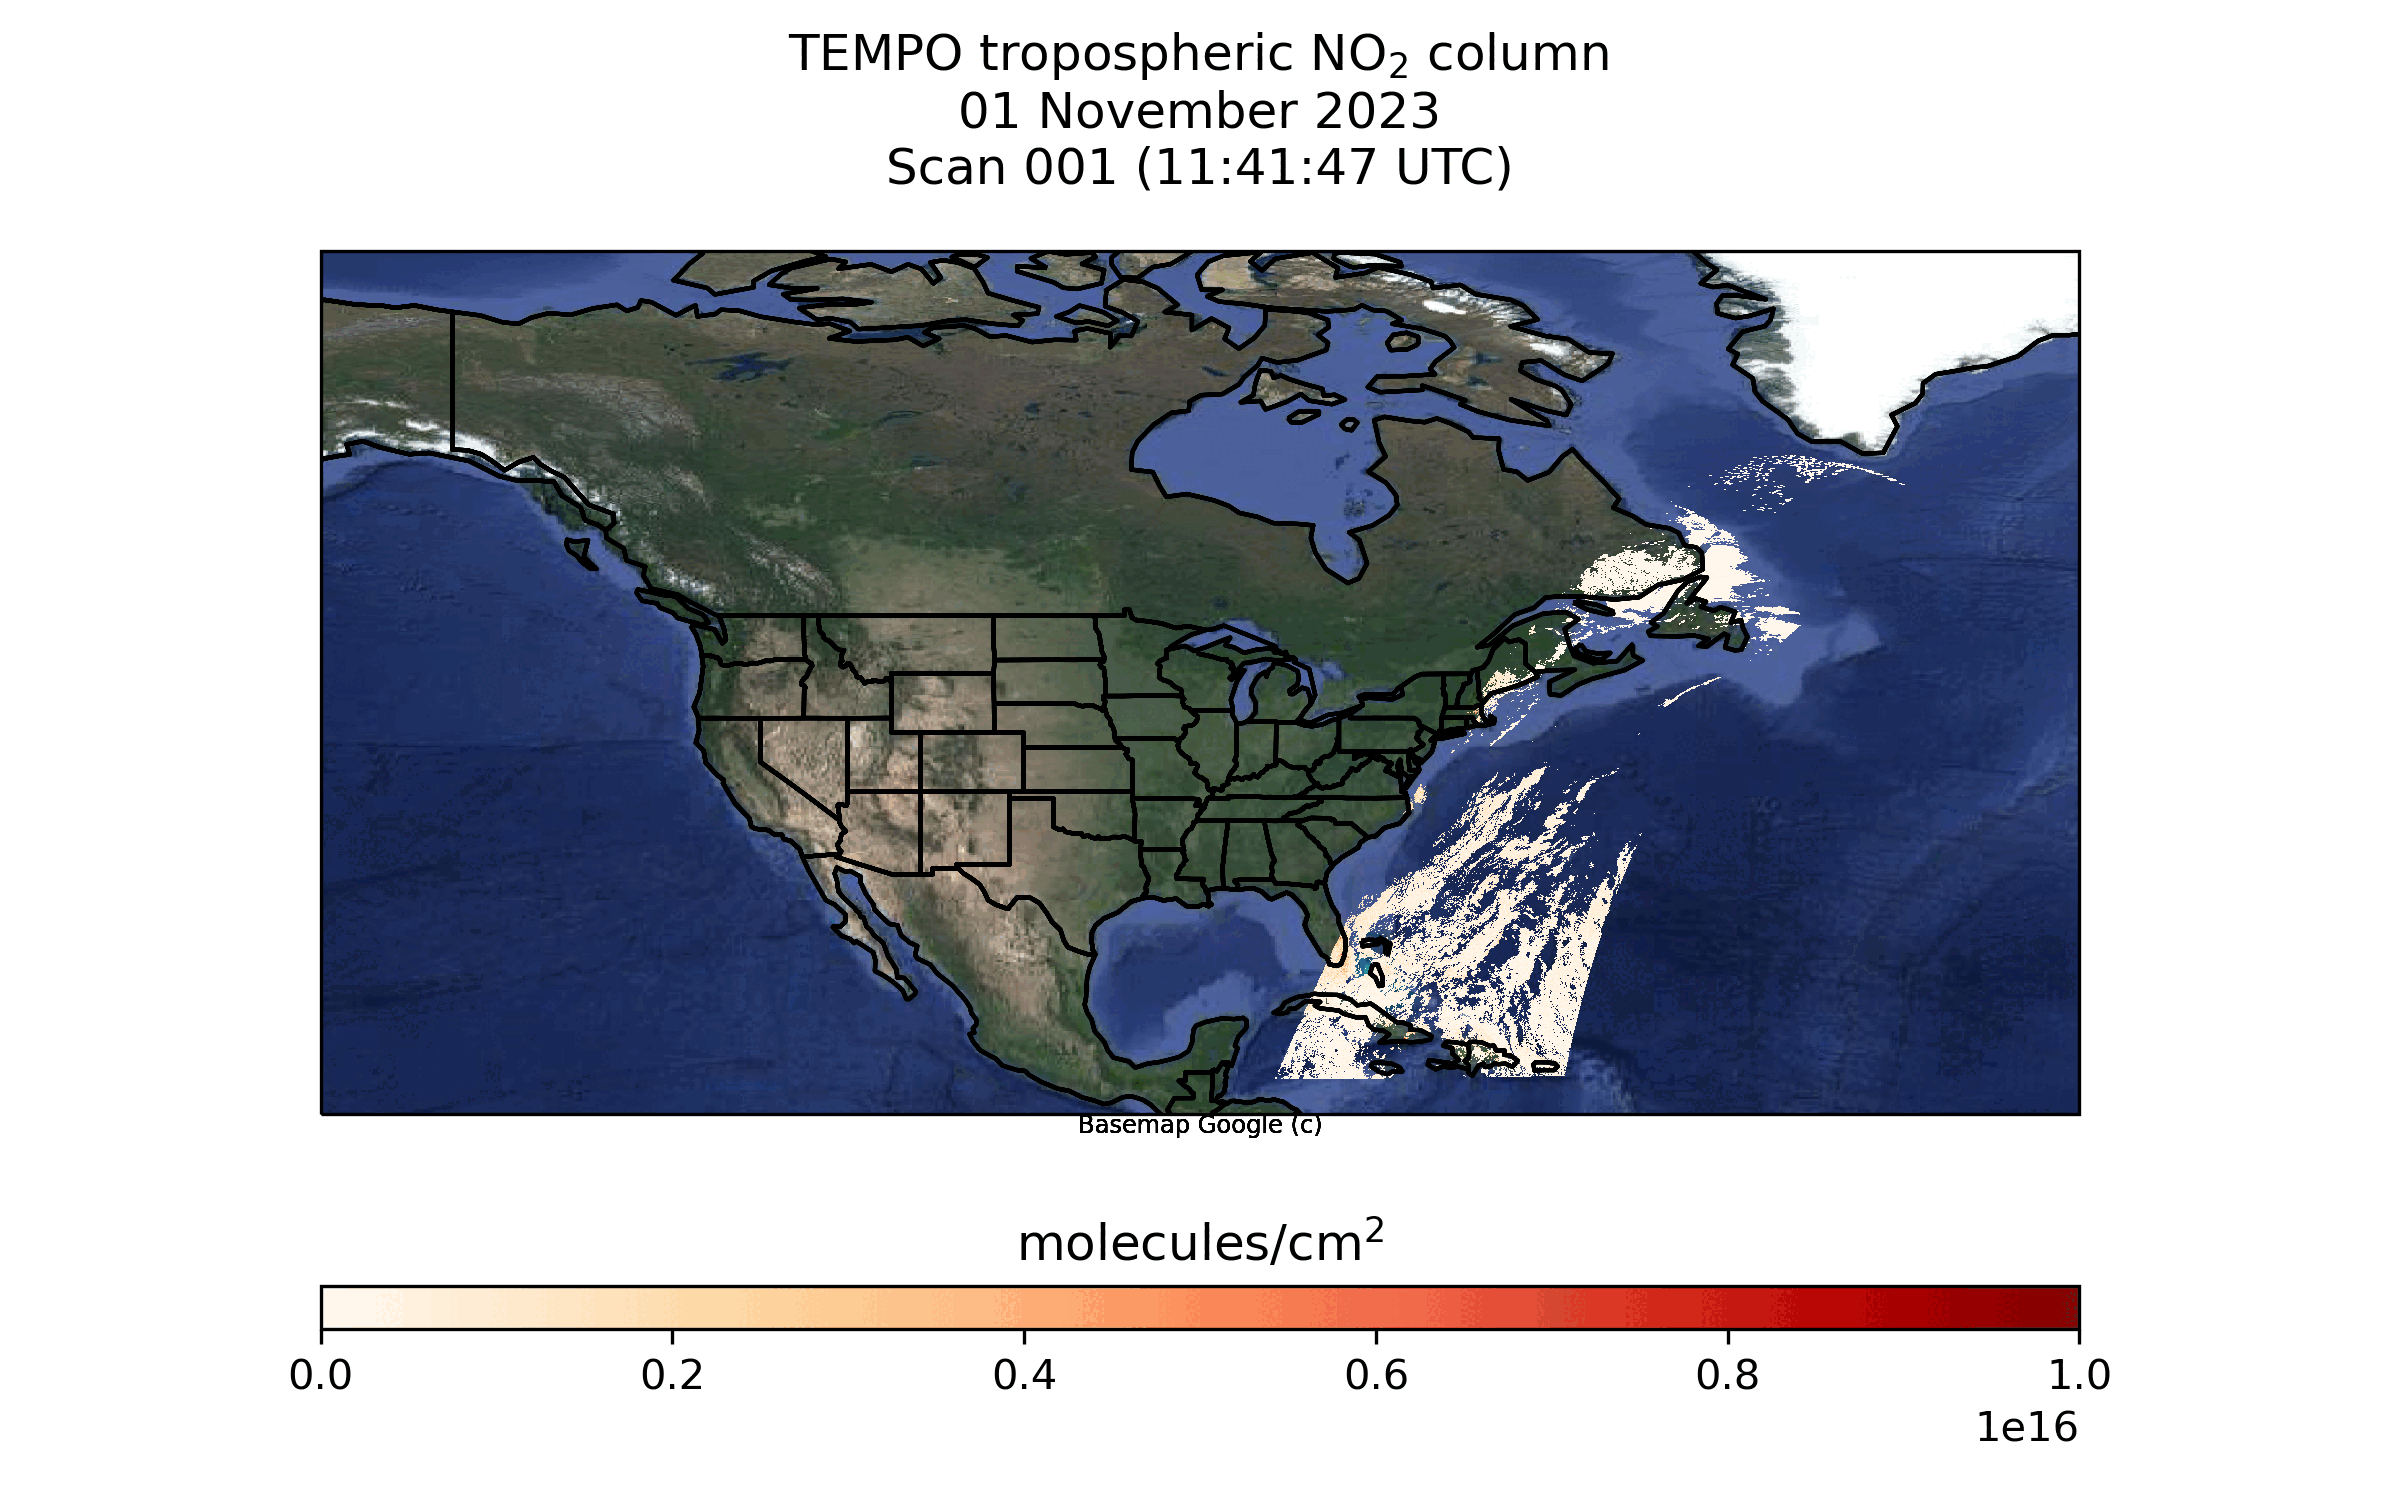 TEMPO tropospheric NO₂ column
01 November 2023
Scan 001 (11:41:47 UTC)
Basemap Google (c)
molecules/cm²
0.0 0.2 0.4 0.6 0.8 1.0
1e16